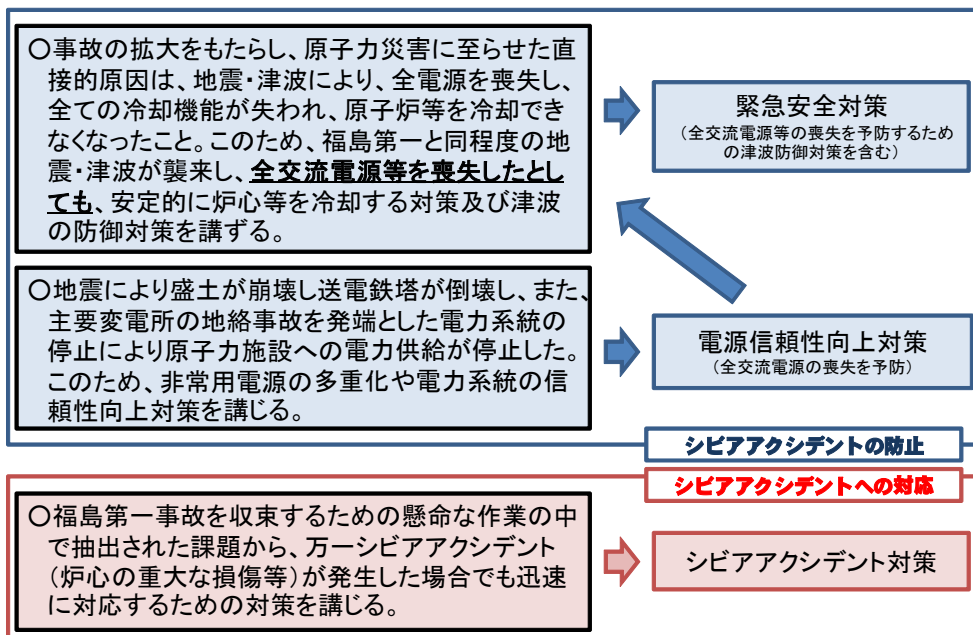 〇事故の拡大をもたらし、原子力災害に至らせた直
接的原因は、地震・津波により、全電源を喪失し、
全ての冷却機能が失われ、原子炉等を冷却でき
なくなったこと。このため、福島第一と同程度の地
震・津波が襲来し、全交流電源等を喪失したとし
ても、安定的に炉心等を冷却する対策及び津波
の防御対策を講ずる。
緊急安全対策
（全交流電源等の喪失を予防するため
の津波防御対策を含む）
〇地震により盛土が崩壊し送電鉄塔が倒壊し、また、
主要変電所の地絡事故を発端とした電力系統の
停止により原子力施設への電力供給が停止した。
このため、非常用電源の多重化や電力系統の信
頼性向上対策を講じる。
電源信頼性向上対策
（全交流電源の喪失を予防）
シビアアクシデントの防止
シビアアクシデントへの対応
〇福島第一事故を収束するための懸命な作業の中
で抽出された課題から、万一シビアアクシデント
（炉心の重大な損傷等）が発生した場合でも迅速
に対応するための対策を講じる。
シビアアクシデント対策